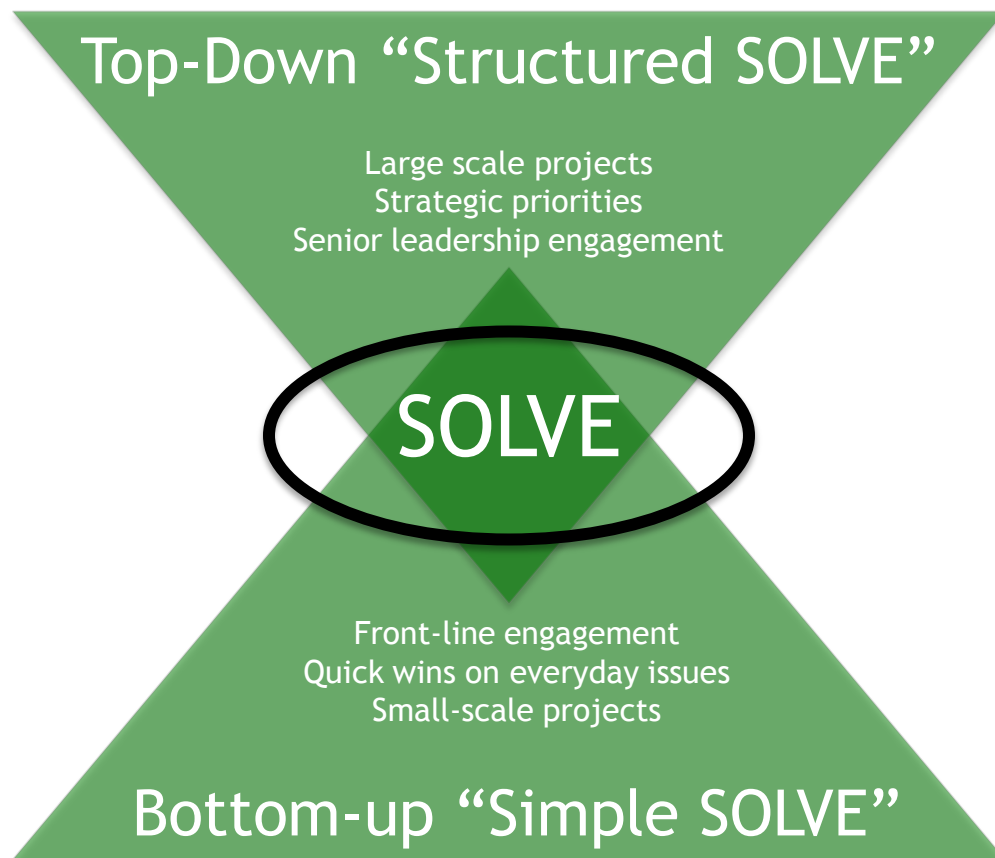 Top-Down “Structured SOLVE”
Large scale projects
Strategic priorities
Senior leadership engagement
SOLVE
Front-line engagement
Quick wins on everyday issues
Small-scale projects
Bottom-up “Simple SOLVE”